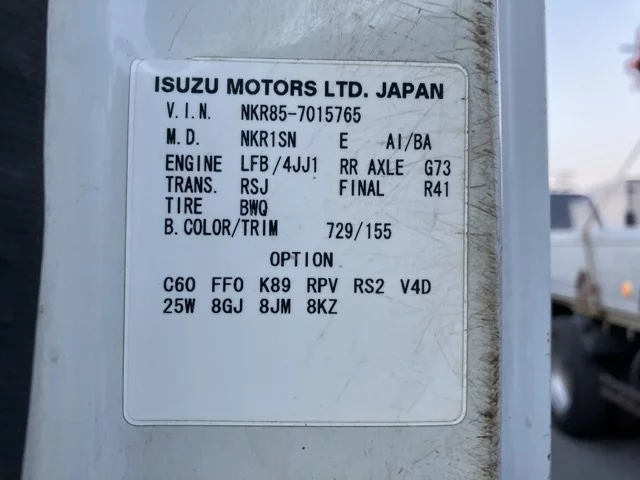 ISUZU MOTORS LTD. JAPAN
V.I.N. NKR85-7015765
M.D. NKR1SN E AI/BA
ENGINE LFB/4JJ1 RR AXLE G73
TRANS. RSJ FINAL R41
TIRE BWQ
B.COLOR/TRIM 729/155
OPTION
C60 FF0 K89 RPV RS2 V4D
25W 8GJ 8JM 8KZ